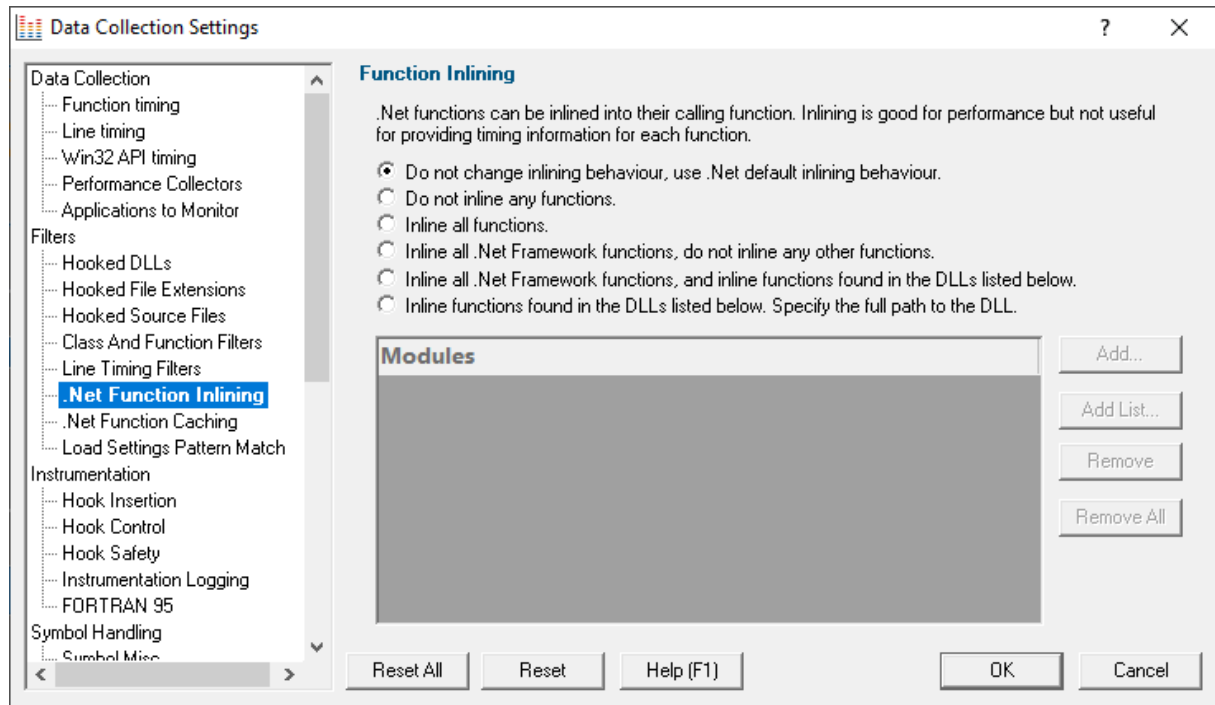 Data Collection Settings
?
Data Collection
Function timing
Line timing
Win32 API timing
Performance Collectors
Applications to Monitor
Filters
Hooked DLLs
Hooked File Extensions
Hooked Source Files
Class And Function Filters
Line Timing Filters
.Net Function Inlining
.Net Function Caching
Load Settings Pattern Match
Instrumentation
Hook Insertion
Hook Control
Hook Safety
Instrumentation Logging
FORTRAN 95
Symbol Handling
Symbol Misc
Function Inlining
.Net functions can be inlined into their calling function. Inlining is good for performance but not useful
for providing timing information for each function.
Do not change inlining behaviour, use .Net default inlining behaviour.
Do not inline any functions.
Inline all functions.
Inline all .Net Framework functions, do not inline any other functions.
Inline all .Net Framework functions, and inline functions found in the DLLs listed below.
Inline functions found in the DLLs listed below. Specify the full path to the DLL.
Modules
Add...
Add List...
Remove
Remove All
Reset All
Reset
Help (F1)
OK
Cancel